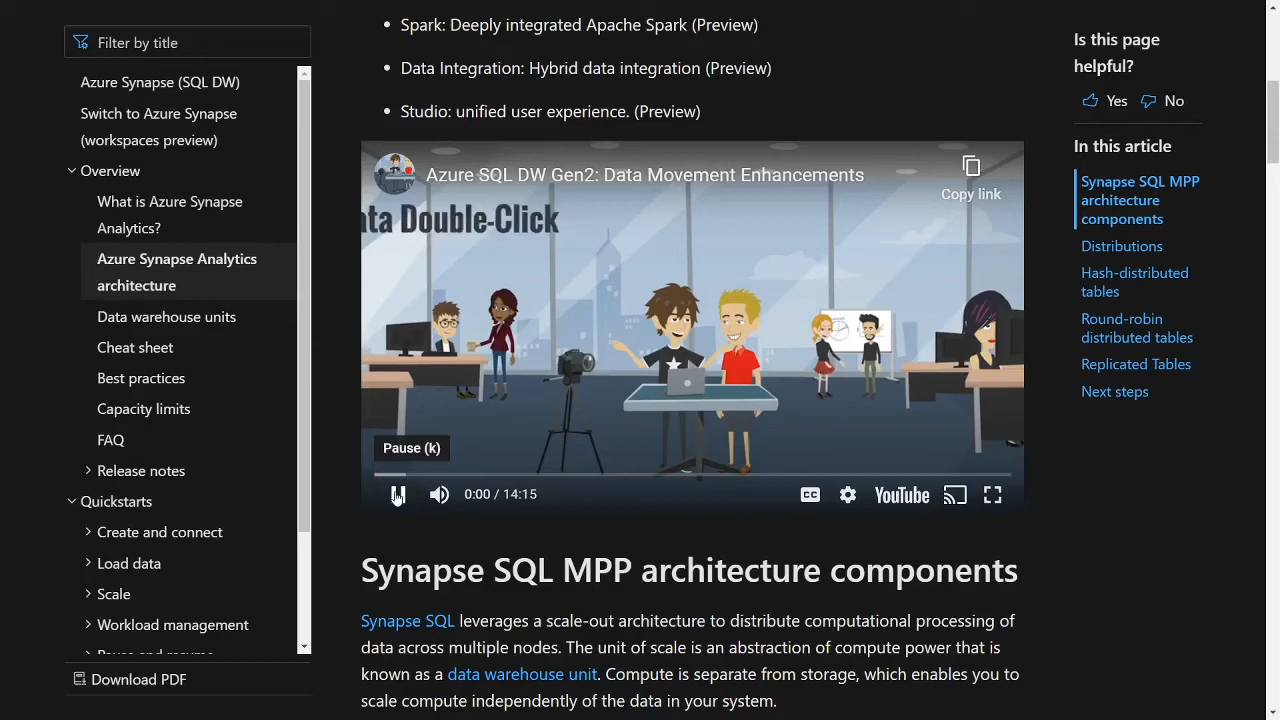 Filter by title
Azure Synapse (SQL DW)
Switch to Azure Synapse
(workspaces preview)
Overview
What is Azure Synapse
Analytics?
Azure Synapse Analytics
architecture
Data warehouse units
Cheat sheet
Best practices
Capacity limits
FAQ
Release notes
Quickstarts
Create and connect
Load data
Scale
Workload management
Pause and resume
Download PDF
• Spark: Deeply integrated Apache Spark (Preview)
• Data Integration: Hybrid data integration (Preview)
• Studio: unified user experience. (Preview)
Azure SQL DW Gen2: Data Movement Enhancements
Copy link
ata Double-Click
Pause (k)
0:00 / 14:15
CC
YouTube
Synapse SQL MPP architecture components
Synapse SQL leverages a scale-out architecture to distribute computational processing of
data across multiple nodes. The unit of scale is an abstraction of compute power that is
known as a data warehouse unit. Compute is separate from storage, which enables you to
scale compute independently of the data in your system.
Is this page
helpful?
Yes No
In this article
Synapse SQL MPP
architecture
components
Distributions
Hash-distributed
tables
Round-robin
distributed tables
Replicated Tables
Next steps